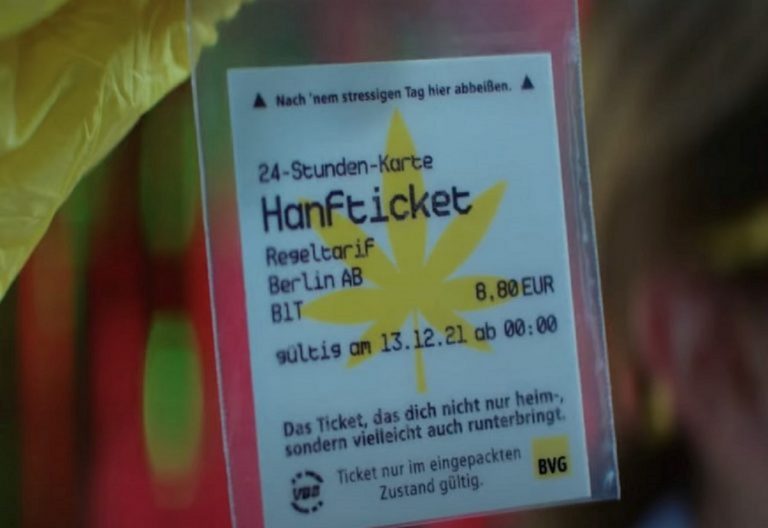 ▲ Nach 'nem stressigen Tag hier abbeißen. ▲
24-Stunden-Karte
Hanfticket
Regeltarif
Berlin AB
B1T 8,80 EUR
gültig am 13.12.21 ab 00:00
Das Ticket, das dich nicht nur heim-,
sondern vielleicht auch runterbringt.
VBB Ticket nur im eingepackten BVG
Zustand gültig.